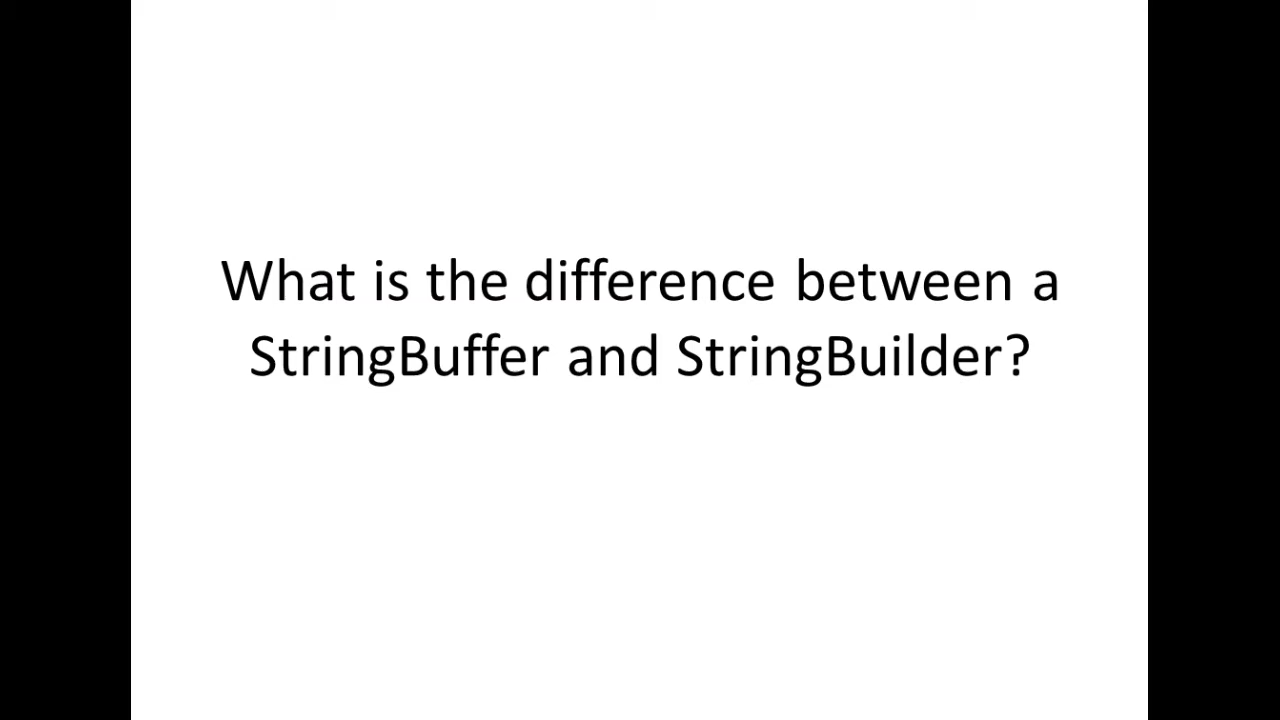 What is the difference between a
StringBuffer and StringBuilder?